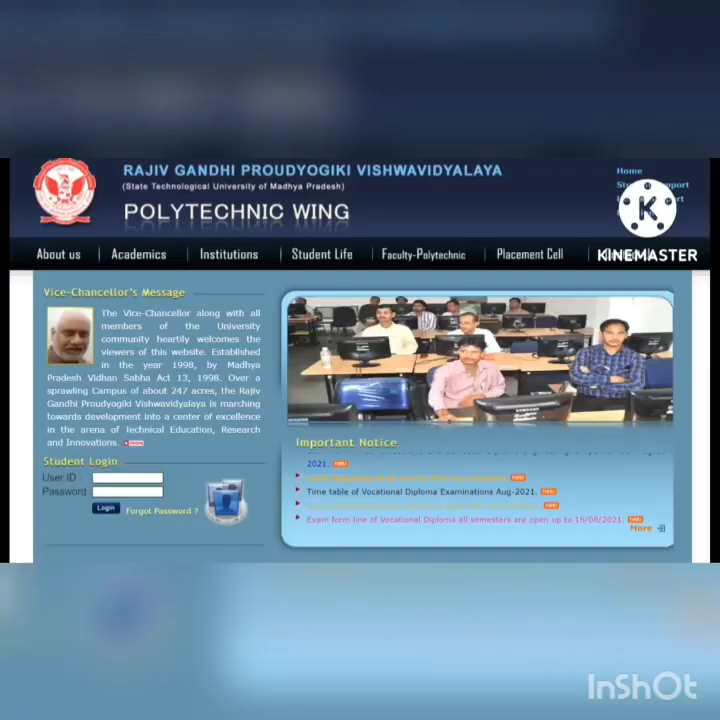 RAJIV GANDHI PROUDYOGIKI VISHWAVIDYALAYA
(State Technological University of Madhya Pradesh)
POLYTECHNIC WING
Home
K
KINEMASTER
About us
Academics
Institutions
Student Life
Faculty-Polytechnic
Placement Cell
Vice-Chancellor's Message
The Vice-Chancellor along with all
members of the University
community heartily welcomes the
viewers of this website. Established
in the year 1998, by Madhya
Pradesh Vidhan Sabha Act 13, 1998. Over a
sprawling Campus of about 247 acres, the Rajiv
Gandhi Proudyogiki Vishwavidyalaya is marching
towards development into a center of excellence
in the arena of Technical Education, Research
and Innovations.
Student Login
User ID
Password
Login
Forgot Password ?
Important Notice
2021. new
new
Time table of Vocational Diploma Examinations Aug-2021. new
new
Exam form line of Vocational Diploma all semesters are open up to 16/08/2021. new
More
InShOt